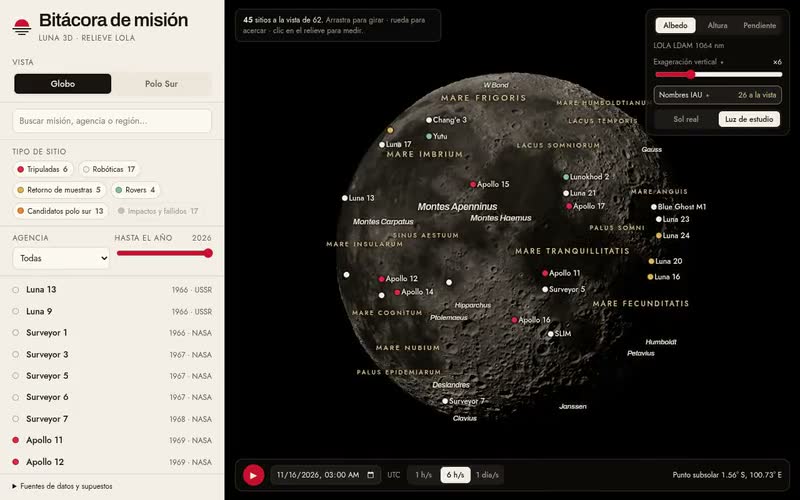 Bitácora de misión
LUNA 3D · RELIEVE LOLA
VISTA
Globo
Polo Sur
Buscar misión, agencia o región...
TIPO DE SITIO
Tripuladas 6
Robóticas 17
Retorno de muestras 5
Rovers 4
Candidatos polo sur 13
Impactos y fallidos 17
AGENCIA
HASTA EL AÑO 2026
Todas
Luna 13 1966 · USSR
Luna 9 1966 · USSR
Surveyor 1 1966 · NASA
Surveyor 3 1967 · NASA
Surveyor 5 1967 · NASA
Surveyor 6 1967 · NASA
Surveyor 7 1968 · NASA
Apollo 11 1969 · NASA
Apollo 12 1969 · NASA
Fuentes de datos y supuestos
45 sitios a la vista de 62. Arrastra para girar · rueda para
acercar · clic en el relieve para medir.
Albedo
Altura
Pendiente
LOLA LDAM 1064 nm
Exageración vertical ×6
Nombres IAU 26 a la vista
Sol real
Luz de estudio
W Bond
MARE FRIGORIS
MARE HUMBOLDTIANUM
Chang'e 3
LACUS TEMPORIS
Yutu
Luna 17
MARE IMBRIUM
LACUS SOMNIORUM
Gauss
Apollo 15
Lunokhod 2
Luna 21
MARE ANGUIS
Luna 13
Montes Apenninus
Apollo 17
Blue Ghost M1
Montes Carpatus
Montes Haemus
Luna 23
PALUS SOMNI
SINUS AESTUUM
Luna 24
MARE INSULARUM
MARE TRANQUILLITATIS
Luna 20
Apollo 11
Luna 16
Apollo 12
Surveyor 5
Apollo 14
Hipparchus
MARE FECUNDITATIS
MARE COGNITUM
Ptolemaeus
Apollo 16
SLIM
MARE NUBIUM
Humboldt
Petavius
PALUS EPIDEMIARUM
Deslandres
Surveyor 7
Janssen
Clavius
11/16/2026, 03:00 AM
UTC
1 h/s
6 h/s
1 día/s
Punto subsolar 1.56° S, 100.73° E